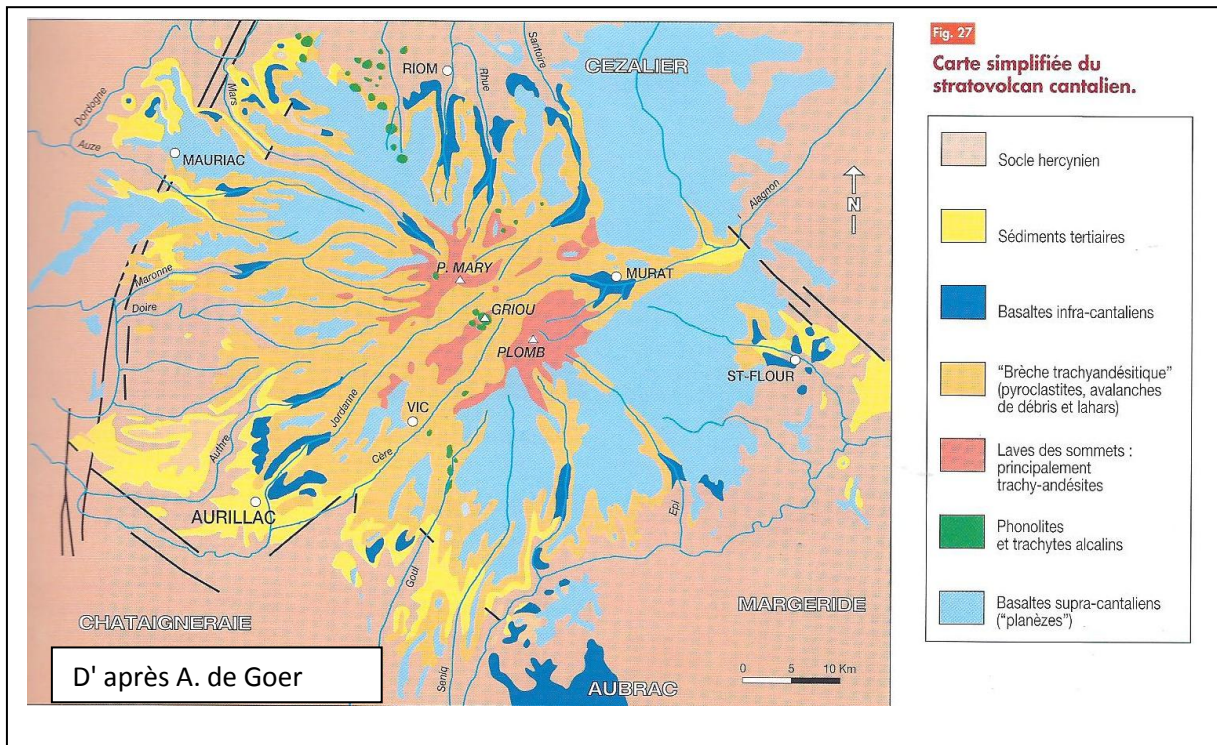 Fig. 27
Carte simplifiée du
stratovolcan cantalien.
Socle hercynien
Sédiments tertiaires
Basaltes infra-cantaliens
"Brèche trachyandésitique"
(pyroclastites, avalanches
de débris et lahars)
Laves des sommets :
principalement
trachy-andésites
Phonolites
et trachytes alcalins
Basaltes supra-cantaliens
("planèzes")
Dordogne
Mars
RIOM
Rhue
Santoire
CEZALIER
Auze
MAURIAC
Alagnon
N
P. MARY
MURAT
Maronne
Doire
GRIOU
PLOMB
ST-FLOUR
VIC
Jordanne
Authre
Cère
AURILLAC
Epi
Goul
CHATAIGNERAIE
MARGERIDE
Seniq
AUBRAC
0 5 10 Km
D' après A. de Goer